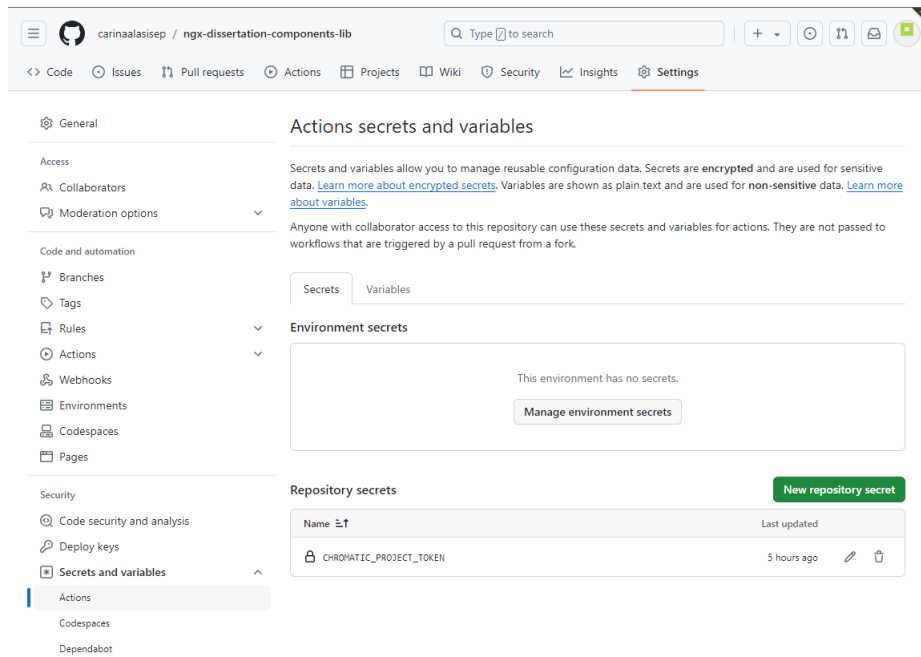 carinaalasisep / ngx-dissertation-components-lib
Type / to search
Code Issues Pull requests Actions Projects Wiki Security Insights Settings
General
Access
Collaborators
Moderation options
Code and automation
Branches
Tags
Rules
Actions
Webhooks
Environments
Codespaces
Pages
Security
Code security and analysis
Deploy keys
Secrets and variables
Actions
Codespaces
Dependabot
Actions secrets and variables
Secrets and variables allow you to manage reusable configuration data. Secrets are encrypted and are used for sensitive
data. Learn more about encrypted secrets. Variables are shown as plain text and are used for non-sensitive data. Learn more
about variables.
Anyone with collaborator access to this repository can use these secrets and variables for actions. They are not passed to
workflows that are triggered by a pull request from a fork.
Secrets Variables
Environment secrets
This environment has no secrets.
Manage environment secrets
Repository secrets New repository secret
Name Last updated
CHROMATIC_PROJECT_TOKEN 5 hours ago